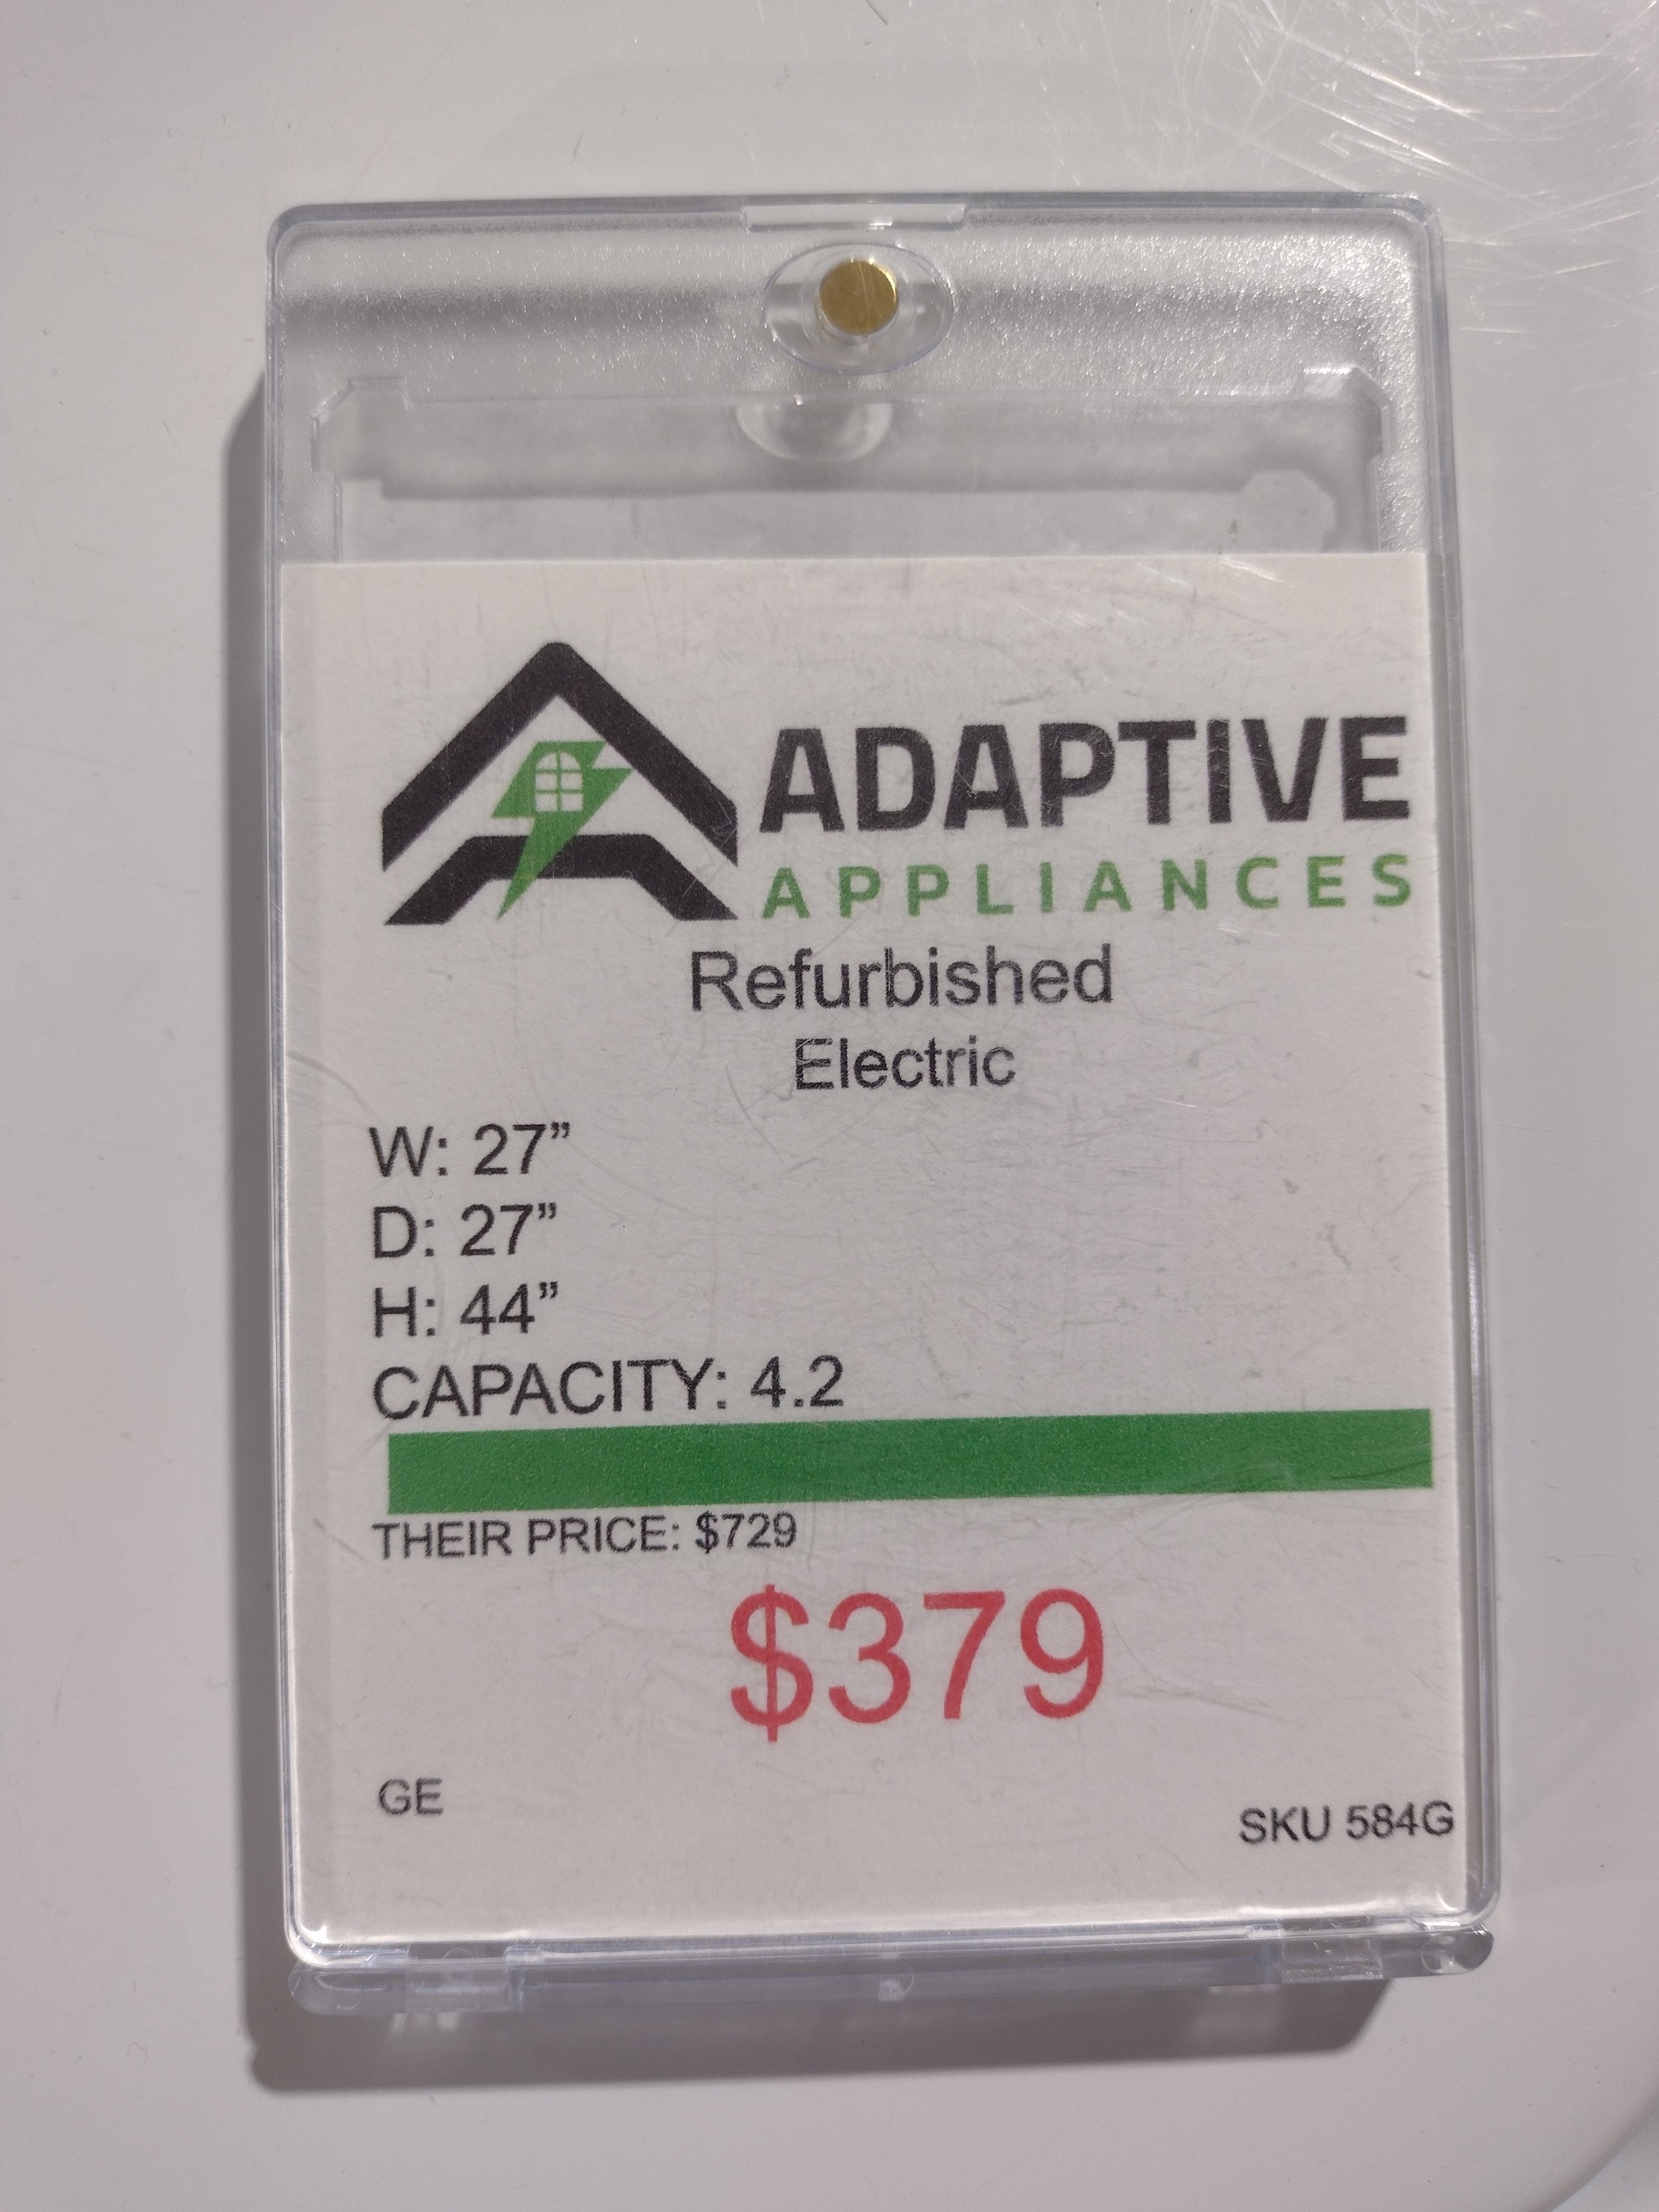 ADAPTIVE
APPLIANCES
Refurbished
Electric
W: 27”
D: 27”
H: 44”
CAPACITY: 4.2
THEIR PRICE: $729
$379
GE
SKU 584G